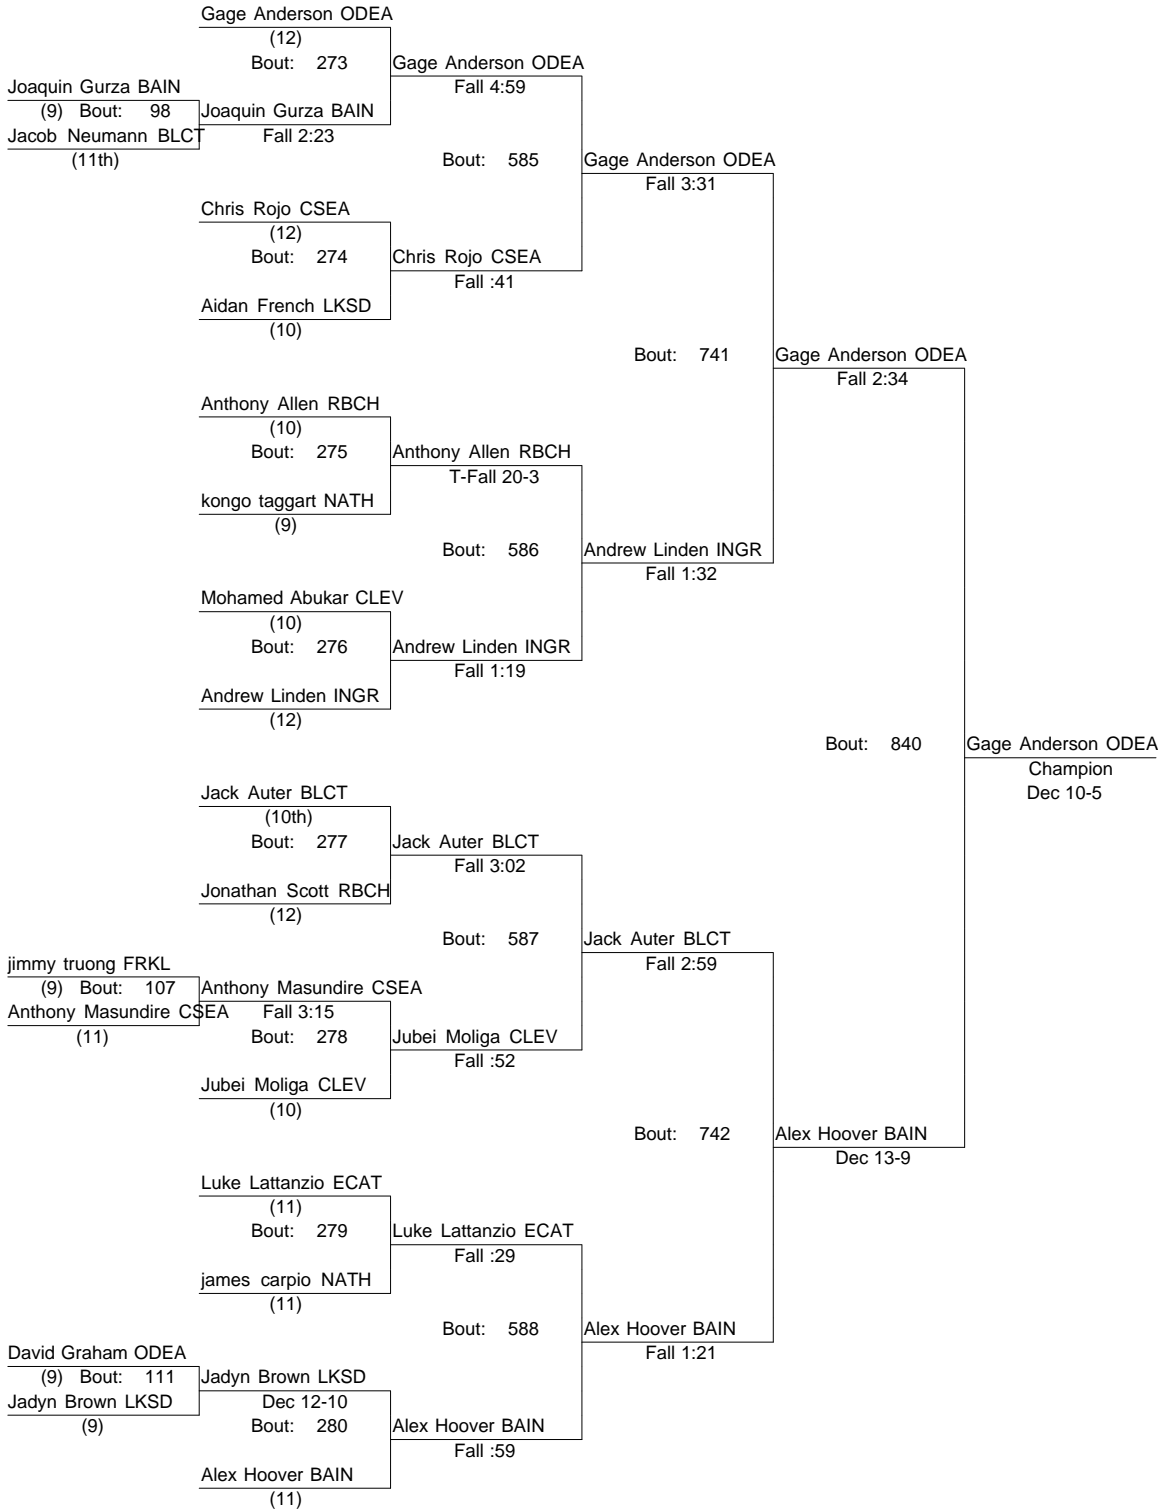 Gage Anderson ODEA
(12)
Bout: 273
Gage Anderson ODEA
Fall 4:59
Joaquin Gurza BAIN
(9) Bout: 98
Joaquin Gurza BAIN
Jacob Neumann BLCT
Fall 2:23
(11th)
Bout: 585
Gage Anderson ODEA
Fall 3:31
Chris Rojo CSEA
(12)
Bout: 274
Chris Rojo CSEA
Fall :41
Aidan French LKSD
(10)
Bout: 741
Gage Anderson ODEA
Fall 2:34
Anthony Allen RBCH
(10)
Bout: 275
Anthony Allen RBCH
T-Fall 20-3
kongo taggart NATH
(9)
Bout: 586
Andrew Linden INGR
Fall 1:32
Mohamed Abukar CLEV
(10)
Bout: 276
Andrew Linden INGR
Fall 1:19
Andrew Linden INGR
(12)
Bout: 840
Gage Anderson ODEA
Champion
Dec 10-5
Jack Auter BLCT
(10th)
Bout: 277
Jack Auter BLCT
Fall 3:02
Jonathan Scott RBCH
(12)
Bout: 587
Jack Auter BLCT
Fall 2:59
jimmy truong FRKL
(9) Bout: 107
Anthony Masundire CSEA
Anthony Masundire CSEA
Fall 3:15
(11)
Bout: 278
Jubei Moliga CLEV
Fall :52
Jubei Moliga CLEV
(10)
Bout: 742
Alex Hoover BAIN
Dec 13-9
Luke Lattanzio ECAT
(11)
Bout: 279
Luke Lattanzio ECAT
Fall :29
james carpio NATH
(11)
Bout: 588
Alex Hoover BAIN
Fall 1:21
David Graham ODEA
(9) Bout: 111
Jadyn Brown LKSD
Jadyn Brown LKSD
Dec 12-10
(9)
Bout: 280
Alex Hoover BAIN
Fall :59
Alex Hoover BAIN
(11)